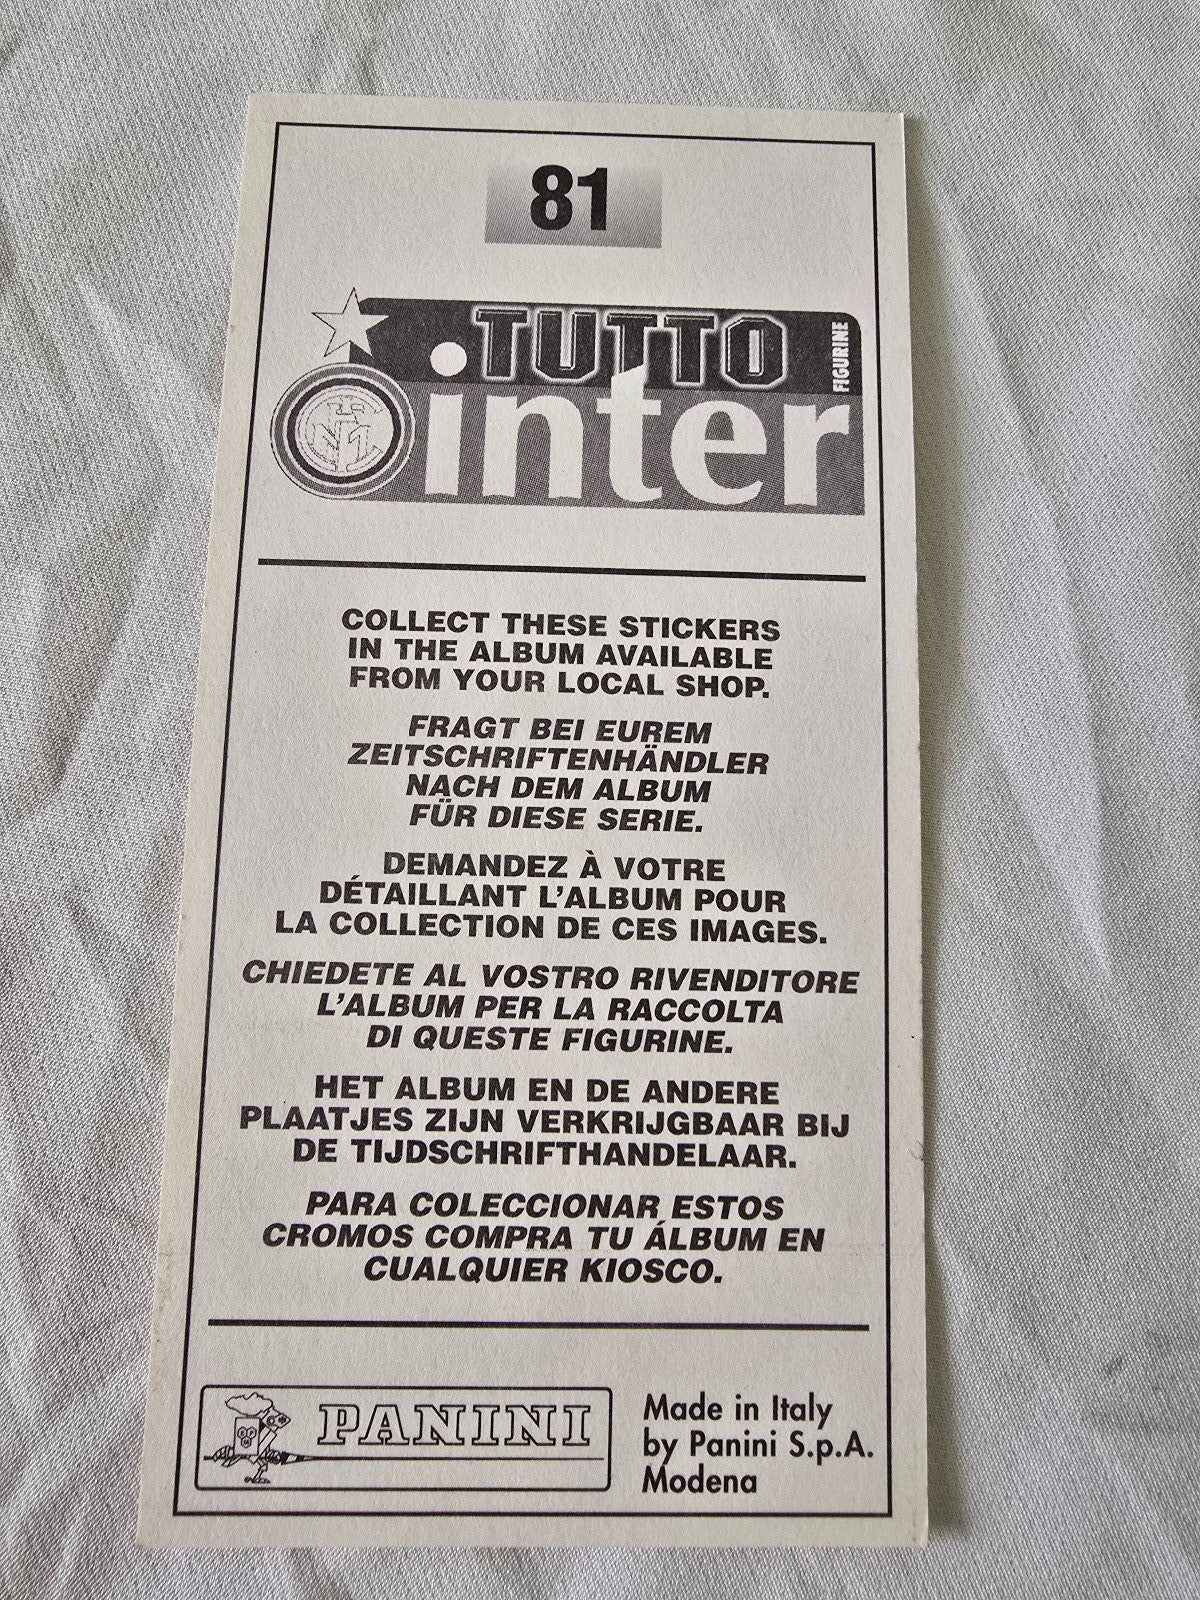 81
TUTTO
FIGURINE
inter
COLLECT THESE STICKERS
IN THE ALBUM AVAILABLE
FROM YOUR LOCAL SHOP.
FRAGT BEI EUREM
ZEITSCHRIFTENHÄNDLER
NACH DEM ALBUM
FÜR DIESE SERIE.
DEMANDEZ À VOTRE
DÉTAILLANT L'ALBUM POUR
LA COLLECTION DE CES IMAGES.
CHIEDETE AL VOSTRO RIVENDITORE
L'ALBUM PER LA RACCOLTA
DI QUESTE FIGURINE.
HET ALBUM EN DE ANDERE
PLAATJES ZIJN VERKRIJGBAAR BIJ
DE TIJDSCHRIFTHANDELAAR.
PARA COLECCIONAR ESTOS
CROMOS COMPRA TU ÁLBUM EN
CUALQUIER KIOSCO.
PANINI
Made in Italy
by Panini S.p.A.
Modena